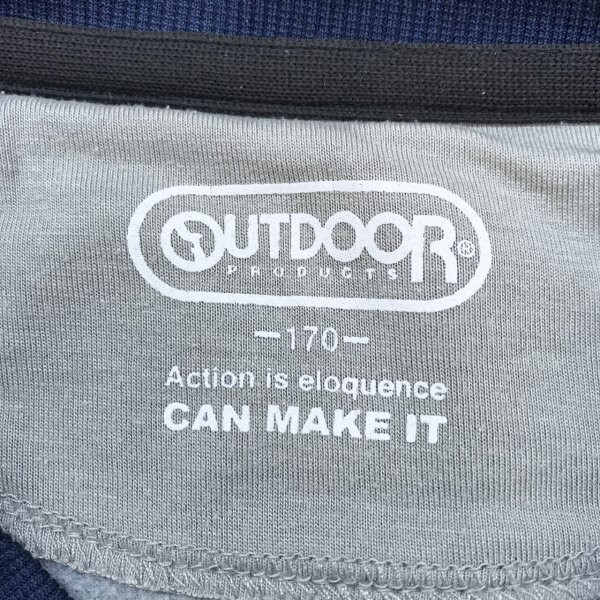 OUTDOOR®
PRODUCTS
-170-
Action is eloquence
CAN MAKE IT